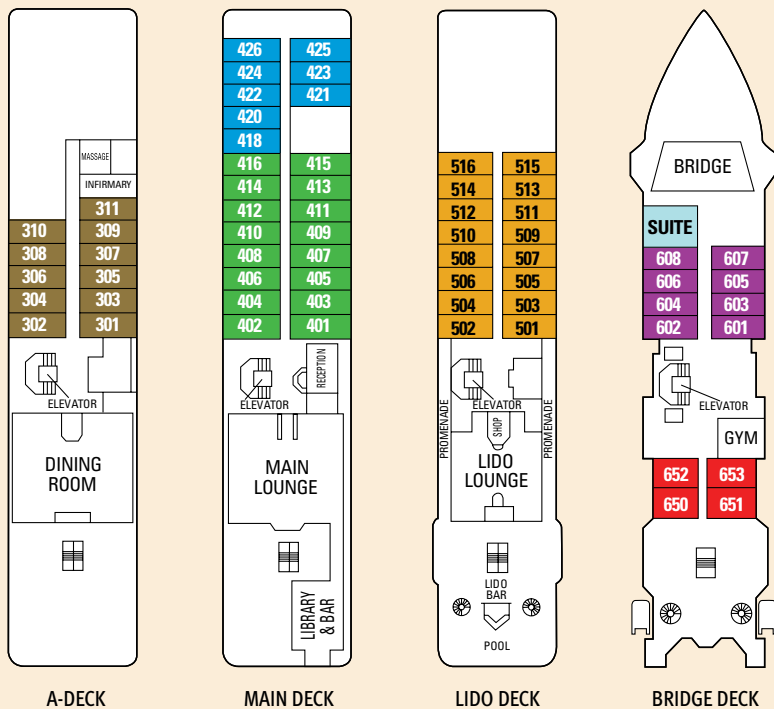 MASSAGE
INFIRMARY
311
310 309
308 307
306 305
304 303
302 301
ELEVATOR
DINING
ROOM
A-DECK
426 425
424 423
422 421
420
418
416 415
414 413
412 411
410 409
408 407
406 405
404 403
402 401
RECEPTION
ELEVATOR
MAIN
LOUNGE
LIBRARY
& BAR
MAIN DECK
516 515
514 513
512 511
510 509
508 507
506 505
504 503
502 501
ELEVATOR
PROMENADE
SHOP
PROMENADE
LIDO
LOUNGE
LIDO
BAR
POOL
LIDO DECK
BRIDGE
SUITE
608 607
606 605
604 603
602 601
ELEVATOR
GYM
652 653
650 651
BRIDGE DECK